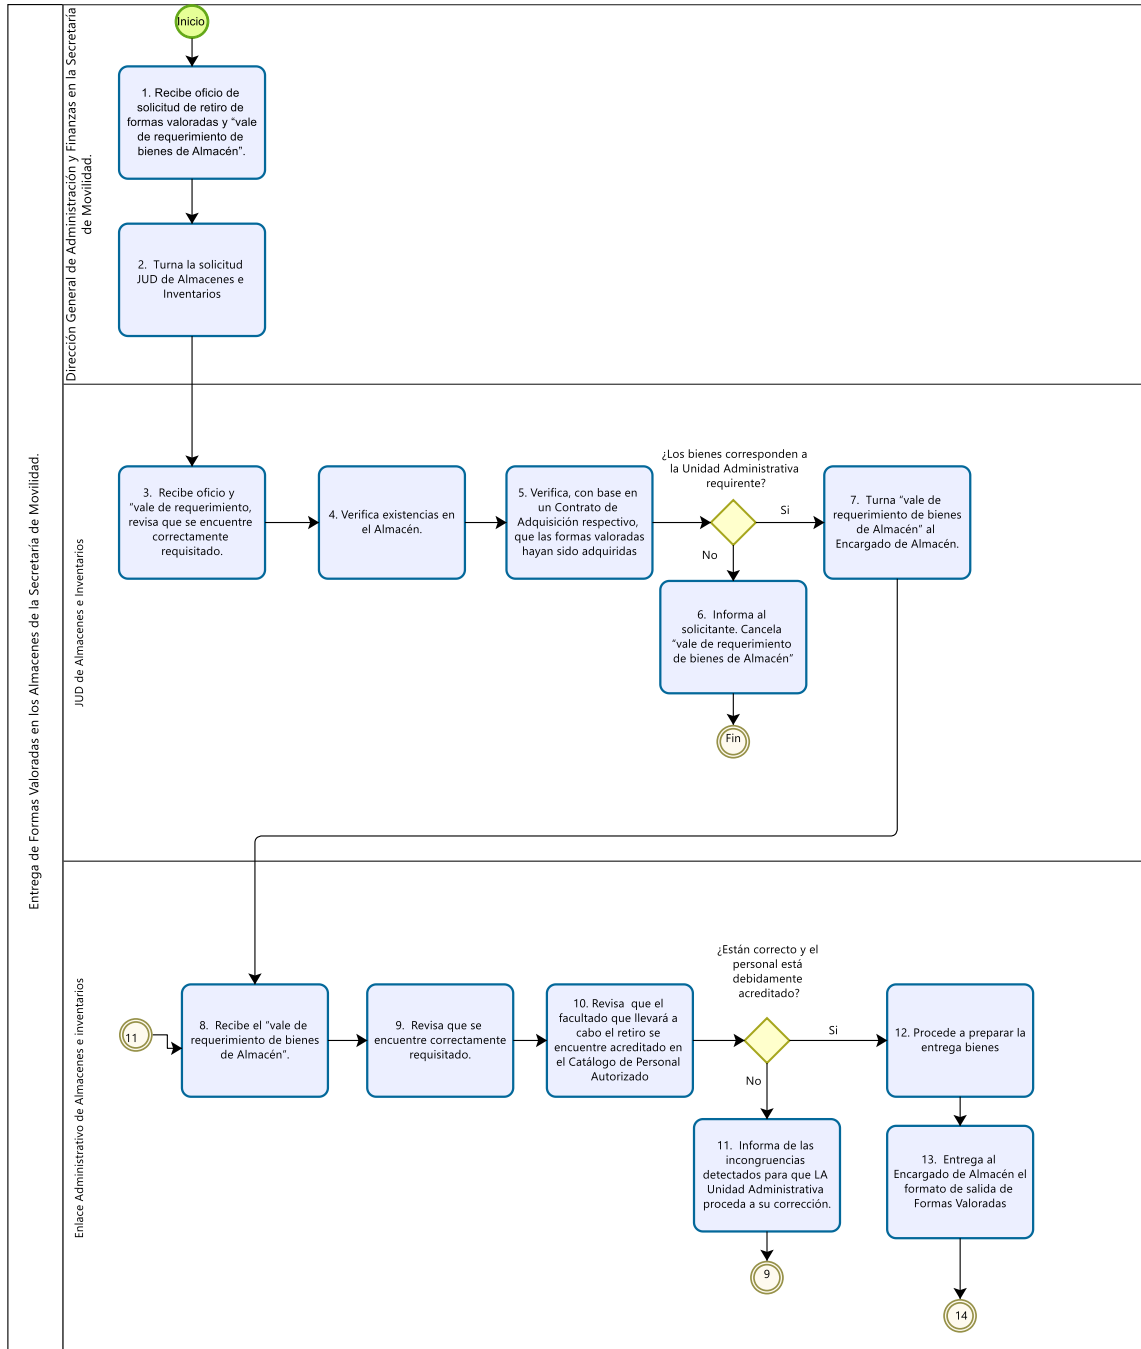 Entrega de Formas Valoradas en los Almacenes de la Secretaria de Movilidad.
Dirección General de Administración y Finanzas en la Secretaría
de Movilidad.
Inicio
1. Recibe oficio de
solicitud de retiro de
formas valoradas y “vale
de requerimiento de
bienes de Almacén”.
2. Turna la solicitud
JUD de Almacenes e
Inventarios
JUD de Almacenes e Inventarios
3. Recibe oficio y
“vale de requerimiento,
revisa que se encuentre
correctamente
requisitado.
4. Verifica existencias en
el Almacén.
5. Verifica, con base en
un Contrato de
Adquisición respectivo,
que las formas valoradas
hayan sido adquiridas
¿Los bienes corresponden a
la Unidad Administrativa
requirente?
Si
No
6. Informa al
solicitante. Cancela
“vale de requerimiento
de bienes de Almacén”
Fin
7. Turna “vale de
requerimiento de bienes
de Almacén” al
Encargado de Almacén.
Enlace Administrativo de Almacenes e inventarios
11
8. Recibe el “vale de
requerimiento de bienes
de Almacén”.
9. Revisa que se
encuentre correctamente
requisitado.
10. Revisa que el
facultado que llevará a
cabo el retiro se
encuentre acreditado en
el Catálogo de Personal
Autorizado
¿Están correcto y el
personal está
debidamente
acreditado?
Si
No
11. Informa de las
incongruencias
detectados para que LA
Unidad Administrativa
proceda a su corrección.
9
12. Procede a preparar la
entrega bienes
13. Entrega al
Encargado de Almacén el
formato de salida de
Formas Valoradas
14